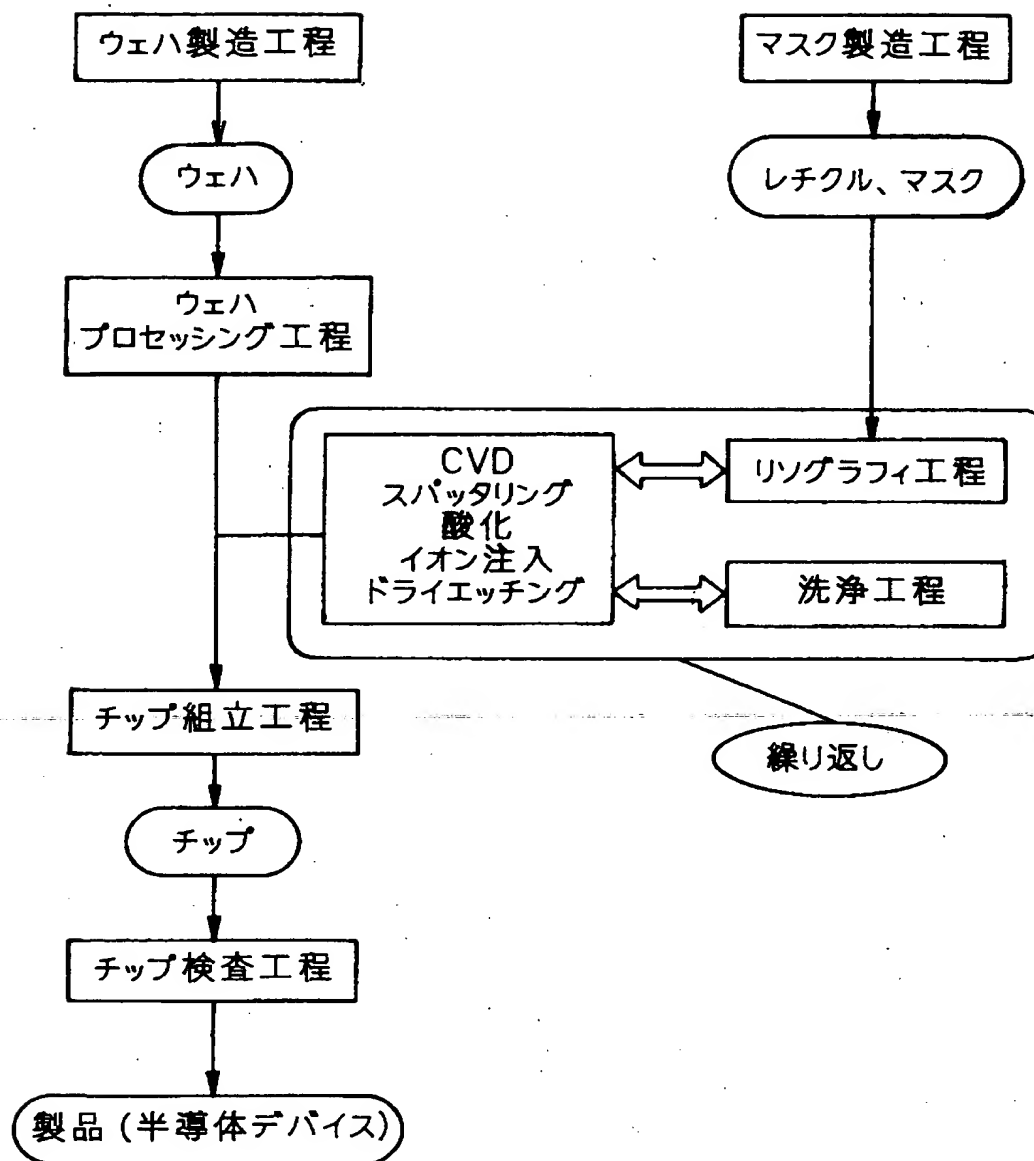 ウェハ製造工程
マスク製造工程
ウェハ
レチクル、マスク
ウェハ
プロセッシング工程
CVD
スパッタリング
酸化
イオン注入
ドライエッチング
リソグラフィ工程
洗浄工程
チップ組立工程
繰り返し
チップ
チップ検査工程
製品(半導体デバイス)